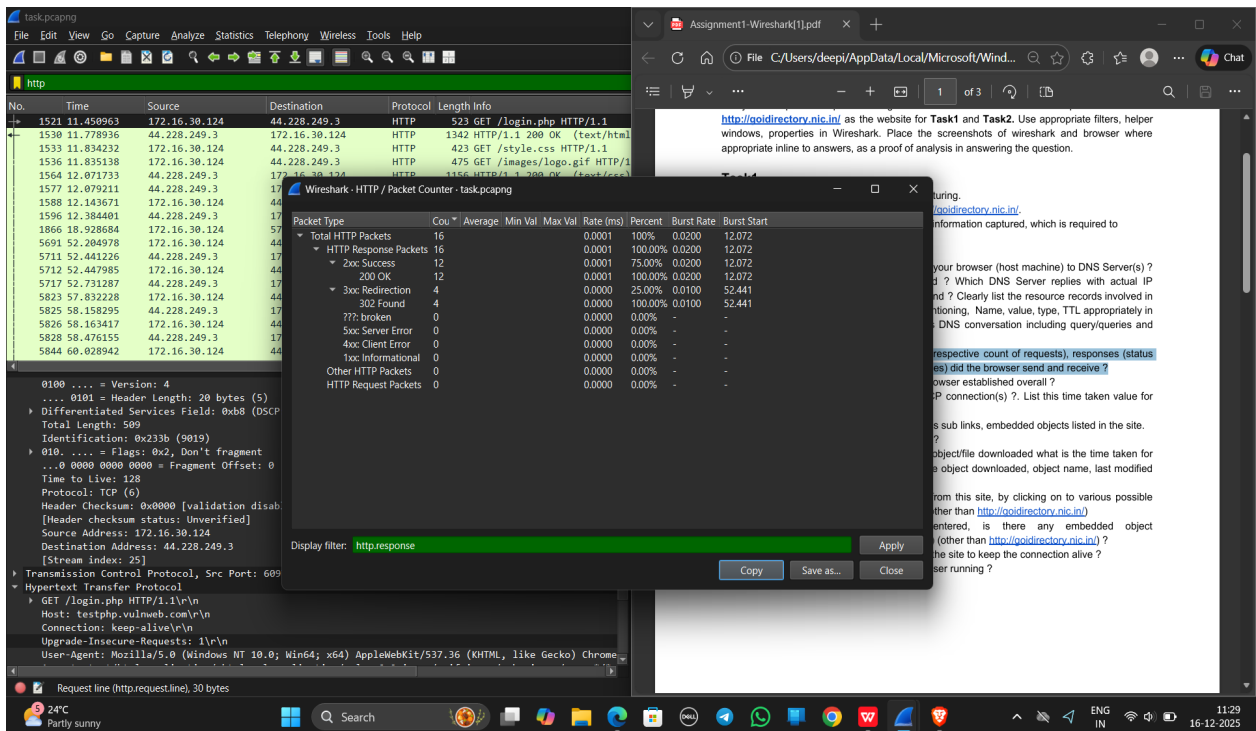 task.pcapng
File Edit View Go Capture Analyze Statistics Telephony Wireless Tools Help
http
No. Time Source Destination Protocol Length Info
1521 11.450963 172.16.30.124 44.228.249.3 HTTP 523 GET /login.php HTTP/1.1
1530 11.778936 44.228.249.3 172.16.30.124 HTTP 1342 HTTP/1.1 200 OK (text/html
1533 11.834232 172.16.30.124 44.228.249.3 HTTP 423 GET /style.css HTTP/1.1
1536 11.835138 172.16.30.124 44.228.249.3 HTTP 475 GET /images/logo.gif HTTP/1
1564 12.071733 44.228.249.3 172.16.30.124 HTTP 1156 HTTP/1.1 200 OK (text/css)
1577 12.079211 44.228.249.3 17
1588 12.143671 172.16.30.124 44
1596 12.384401 44.228.249.3 17
1866 18.928684 172.16.30.124 57
5691 52.204978 172.16.30.124 44
5711 52.441226 44.228.249.3 17
5712 52.447985 172.16.30.124 44
5717 52.731287 44.228.249.3 17
5823 57.832228 172.16.30.124 44
5825 58.158295 44.228.249.3 17
5826 58.163417 172.16.30.124 44
5828 58.476155 44.228.249.3 17
5844 60.028942 172.16.30.124 44
0100 .... = Version: 4
.... 0101 = Header Length: 20 bytes (5)
Differentiated Services Field: 0xb8 (DSCP
Total Length: 509
Identification: 0x233b (9019)
010. .... = Flags: 0x2, Don't fragment
...0 0000 0000 0000 = Fragment Offset: 0
Time to Live: 128
Protocol: TCP (6)
Header Checksum: 0x0000 [validation disab
[Header checksum status: Unverified]
Source Address: 172.16.30.124
Destination Address: 44.228.249.3
[Stream index: 25]
Transmission Control Protocol, Src Port: 609
Hypertext Transfer Protocol
GET /login.php HTTP/1.1\r\n
Host: testphp.vulnweb.com\r\n
Connection: keep-alive\r\n
Upgrade-Insecure-Requests: 1\r\n
User-Agent: Mozilla/5.0 (Windows NT 10.0; Win64; x64) AppleWebKit/537.36 (KHTML, like Gecko) Chrome
Request line (http.request.line), 30 bytes
Wireshark · HTTP / Packet Counter · task.pcapng
Packet Type Cou Average Min Val Max Val Rate (ms) Percent Burst Rate Burst Start
Total HTTP Packets 16 0.0001 100% 0.0200 12.072
HTTP Response Packets 16 0.0001 100.00% 0.0200 12.072
2xx: Success 12 0.0001 75.00% 0.0200 12.072
200 OK 12 0.0001 100.00% 0.0200 12.072
3xx: Redirection 4 0.0000 25.00% 0.0100 52.441
302 Found 4 0.0000 100.00% 0.0100 52.441
???: broken 0 0.0000 0.00% - -
5xx: Server Error 0 0.0000 0.00% - -
4xx: Client Error 0 0.0000 0.00% - -
1xx: Informational 0 0.0000 0.00% - -
Other HTTP Packets 0 0.0000 0.00% - -
HTTP Request Packets 0 0.0000 0.00% - -
Display filter: http.response
Apply
Copy Save as... Close
Assignment1-Wireshark[1].pdf
File C:/Users/deepi/AppData/Local/Microsoft/Wind...
Chat
1 of 3
http://goidirectory.nic.in/ as the website for Task1 and Task2. Use appropriate filters, helper
windows, properties in Wireshark. Place the screenshots of wireshark and browser where
appropriate inline to answers, as a proof of analysis in answering the question.
Task1
turing.
/goidirectory.nic.in/.
information captured, which is required to
your browser (host machine) to DNS Server(s) ?
d ? Which DNS Server replies with actual IP
nd ? Clearly list the resource records involved in
ntioning, Name, value, type, TTL appropriately in
s DNS conversation including query/queries and
respective count of requests), responses (status
es) did the browser send and receive ?
owser established overall ?
P connection(s) ?. List this time taken value for
s sub links, embedded objects listed in the site.
?
object/file downloaded what is the time taken for
e object downloaded, object name, last modified
from this site, by clicking on to various possible
other than http://goidirectory.nic.in/)
entered, is there any embedded object
(other than http://goidirectory.nic.in/) ?
the site to keep the connection alive ?
ser running ?
5
24°C
Partly sunny
Search
DELL
ENG
IN
11:29
16-12-2025